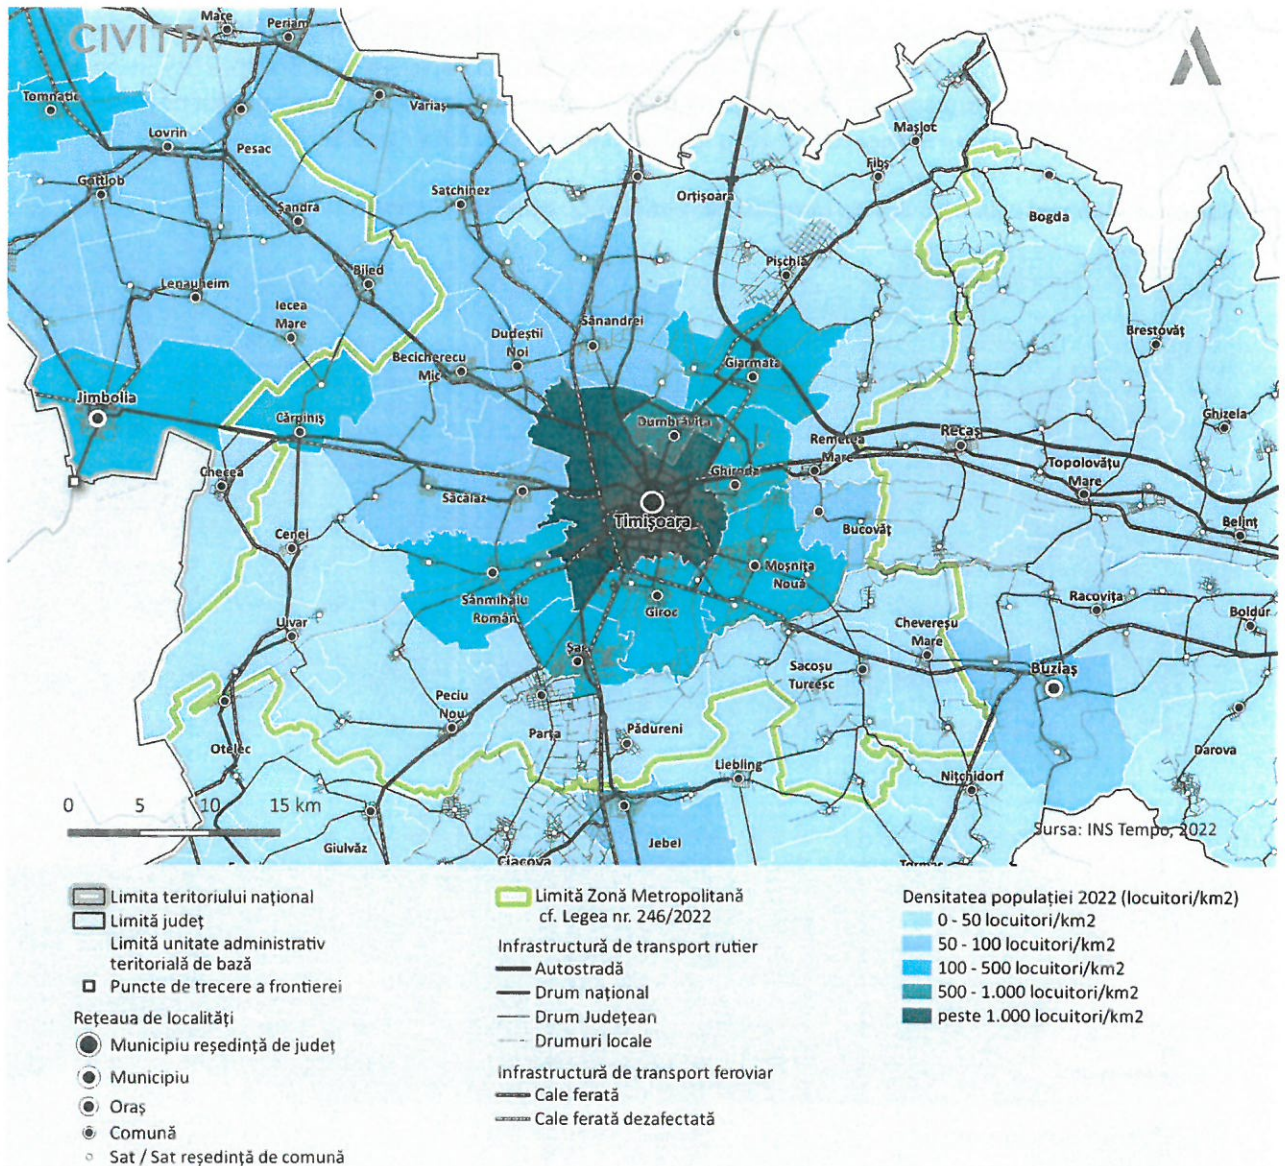 CIVITTA
Mare
Periam
Tomnatic
Variaș
Lovrin
Pesac
Mașloc
Fibș
Gottlob
Satchinez
Orțișoara
Șandra
Bogda
Pișchia
Biled
Lenauheim
Iecea
Mare
Sânandrei
Dudeștii
Noi
Brestovăț
Becicherecu
Mic
Giarmata
Jimbolia
Cărpiniș
Dumbrăvița
Ghizela
Remetea
Mare
Recaș
Checea
Ghiroda
Topolovățu
Mare
Săcălaz
Timișoara
Bucovăț
Belinț
Cenei
Moșnița
Nouă
Sânmihaiu
Român
Giroc
Racovița
Boldur
Uivar
Chevereșu
Mare
Șag
Sacoșu
Turcesc
Buziaș
Peciu
Nou
Parța
Pădureni
Otelec
Darova
Liebling
Nițchidorf
0 5 10 15 km
Sursa: INS Tempo, 2022
Giulvăz
Jebel
Ciacova
Tormac
Limita teritoriului național
Limită județ
Limită unitate administrativ
teritorială de bază
Puncte de trecere a frontierei
Rețeaua de localități
Municipiu reședință de județ
Municipiu
Oraș
Comună
Sat / Sat reședință de comună
Limită Zonă Metropolitană
cf. Legea nr. 246/2022
Infrastructură de transport rutier
Autostradă
Drum național
Drum Județean
Drumuri locale
Infrastructură de transport feroviar
Cale ferată
Cale ferată dezafectată
Densitatea populației 2022 (locuitori/km2)
0 - 50 locuitori/km2
50 - 100 locuitori/km2
100 - 500 locuitori/km2
500 - 1.000 locuitori/km2
peste 1.000 locuitori/km2